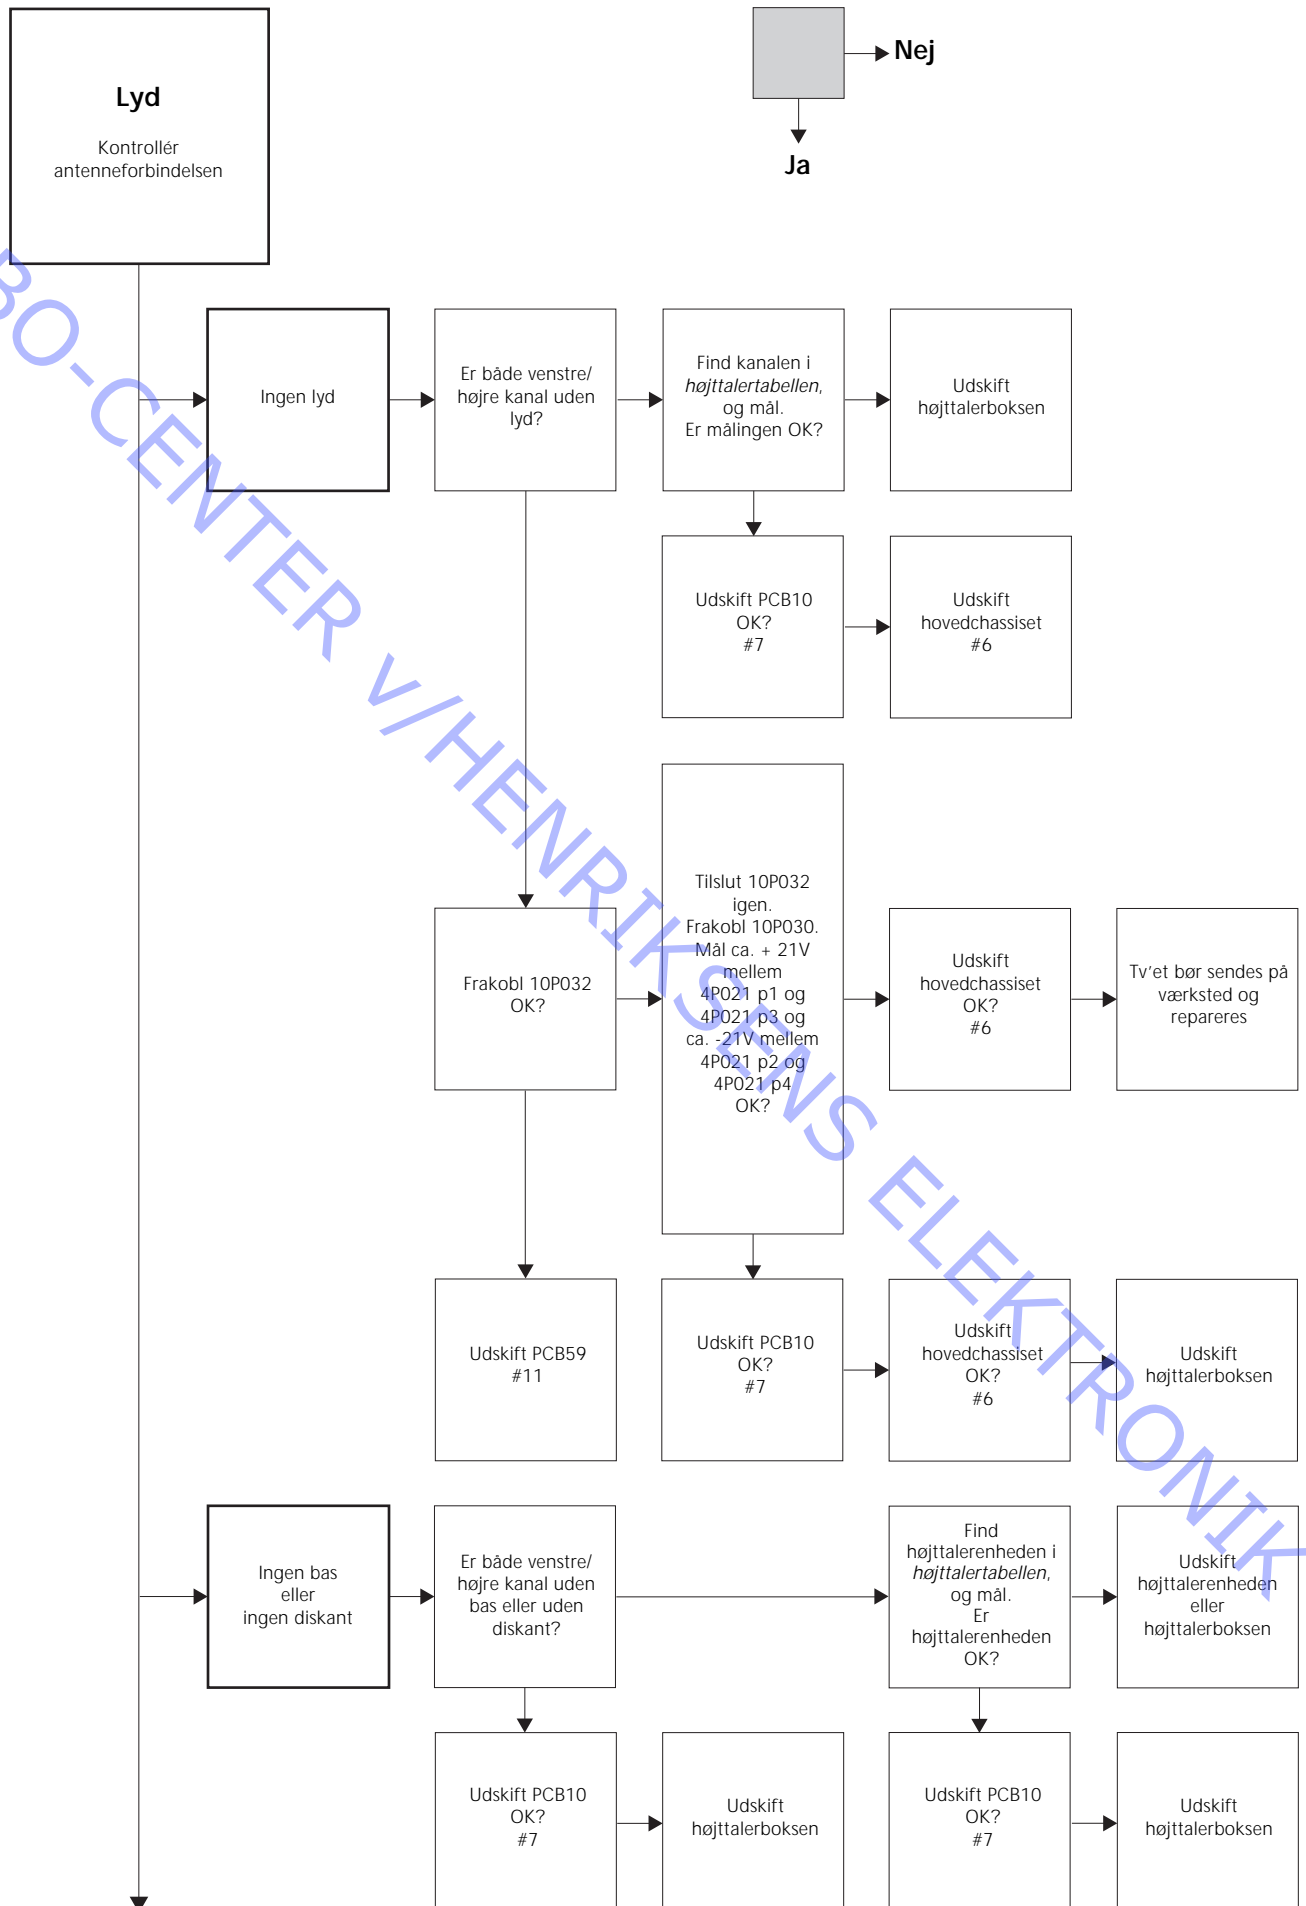 Lyd
Kontrollér
antenneforbindelsen
Nej
Ja
Ingen lyd
Er både venstre/
højre kanal uden
lyd?
Find kanalen i
højttalertabellen,
og mål.
Er målingen OK?
Udskift
højttalerboksen
Udskift PCB10
OK?
#7
Udskift
hovedchassiset
#6
Frakobl 10P032
OK?
Tilslut 10P032
igen.
Frakobl 10P030.
Mål ca. + 21V
mellem
4P021 p1 og
4P021 p3 og
ca. -21V mellem
4P021 p2 og
4P021 p4
OK?
Udskift
hovedchassiset
OK?
#6
Tv'et bør sendes på
værksted og
repareres
Udskift PCB59
#11
Udskift PCB10
OK?
#7
Udskift
hovedchassiset
OK?
#6
Udskift
højttalerboksen
Ingen bas
eller
ingen diskant
Er både venstre/
højre kanal uden
bas eller uden
diskant?
Find
højttalerenheden i
højttalertabellen,
og mål.
Er
højttalerenheden
OK?
Udskift
højttalerenheden
eller
højttalerboksen
Udskift PCB10
OK?
#7
Udskift
højttalerboksen
Udskift PCB10
OK?
#7
Udskift
højttalerboksen
BO-CENTER v/HENRIKSENS ELEKTRONIK